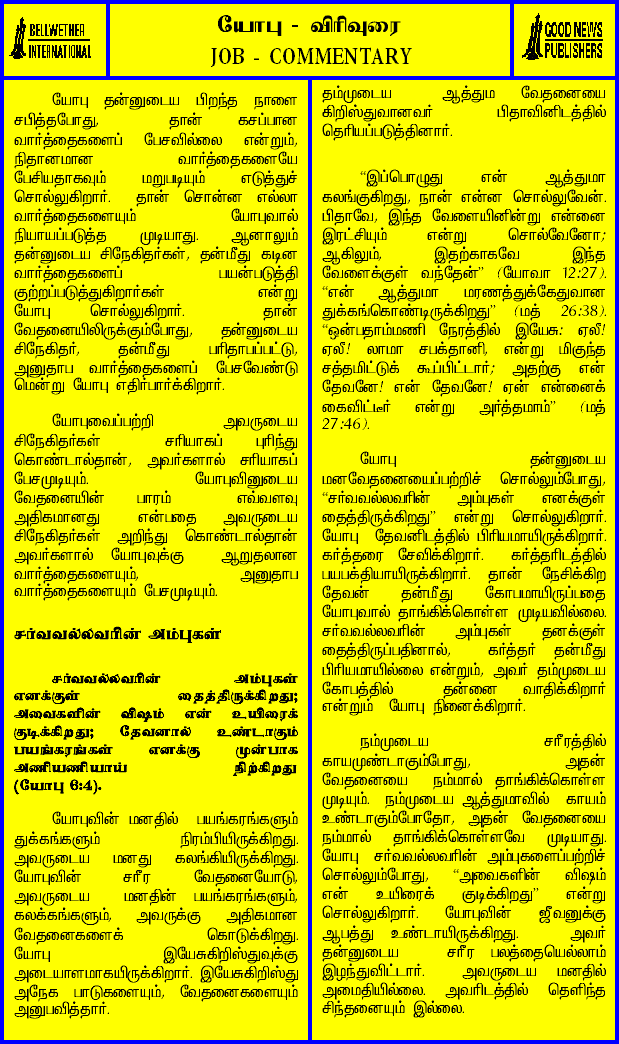 BELLWETHER
INTERNATIONAL
யோபு - விரிவுரை
JOB - COMMENTARY
GOOD NEWS
PUBLISHERS
யோபு தன்னுடைய பிறந்த நாளை
சபித்தபோது, தான் கசப்பான
வார்த்தைகளைப் பேசவில்லை என்றும்,
நிதானமான வார்த்தைகளையே
பேசியதாகவும் மறுபடியும் எடுத்துச்
சொல்லுகிறார். தான் சொன்ன எல்லா
வார்த்தைகளையும் யோபுவால்
நியாயப்படுத்த முடியாது. ஆனாலும்
தன்னுடைய சிநேகிதர்கள், தன்மீது கடின
வார்த்தைகளைப் பயன்படுத்தி
குற்றப்படுத்துகிறார்கள் என்று
யோபு சொல்லுகிறார். தான்
வேதனையிலிருக்கும்போது, தன்னுடைய
சிநேகிதர், தன்மீது பரிதாபப்பட்டு,
அனுதாப வார்த்தைகளைப் பேசவேண்டு
மென்று யோபு எதிர்பார்க்கிறார்.
யோபுவைப்பற்றி அவருடைய
சிநேகிதர்கள் சரியாகப் புரிந்து
கொண்டால்தான், அவர்களால் சரியாகப்
பேசமுடியும். யோபுவினுடைய
வேதனையின் பாரம் எவ்வளவு
அதிகமானது என்பதை அவருடைய
சிநேகிதர்கள் அறிந்து கொண்டால்தான்
அவர்களால் யோபுவுக்கு ஆறுதலான
வார்த்தைகளையும், அனுதாப
வார்த்தைகளையும் பேசமுடியும்.
சர்வவல்லவரின் அம்புகள்
சர்வவல்லவரின் அம்புகள்
எனக்குள் தைத்திருக்கிறது;
அவைகளின் விஷம் என் உயிரைக்
குடிக்கிறது; தேவனால் உண்டாகும்
பயங்கரங்கள் எனக்கு முன்பாக
அணியணியாய் நிற்கிறது
(யோபு 6:4).
யோபுவின் மனதில் பயங்கரங்களும்
துக்கங்களும் நிரம்பியிருக்கிறது.
அவருடைய மனது கலங்கியிருக்கிறது.
யோபுவின் சரீர வேதனையோடு,
அவருடைய மனதின் பயங்கரங்களும்,
கலக்கங்களும், அவருக்கு அதிகமான
வேதனைகளைக் கொடுக்கிறது.
யோபு இயேசுகிறிஸ்துவுக்கு
அடையாளமாகயிருக்கிறார். இயேசுகிறிஸ்து
அநேக பாடுகளையும், வேதனைகளையும்
அனுபவித்தார்.
தம்முடைய ஆத்தும வேதனையை
கிறிஸ்துவானவர் பிதாவினிடத்தில்
தெரியப்படுத்தினார்.
“இப்பொழுது என் ஆத்துமா
கலங்குகிறது, நான் என்ன சொல்லுவேன்.
பிதாவே, இந்த வேளையினின்று என்னை
இரட்சியும் என்று சொல்வேனோ;
ஆகிலும், இதற்காகவே இந்த
வேளைக்குள் வந்தேன்” (யோவா 12:27).
“என் ஆத்துமா மரணத்துக்கேதுவான
துக்கங்கொண்டிருக்கிறது” (மத் 26:38).
“ஒன்பதாம்மணி நேரத்தில் இயேசு: ஏலீ!
ஏலீ! லாமா சபக்தானி, என்று மிகுந்த
சத்தமிட்டுக் கூப்பிட்டார்; அதற்கு என்
தேவனே! என் தேவனே! ஏன் என்னைக்
கைவிட்டீர் என்று அர்த்தமாம்” (மத்
27:46).
யோபு தன்னுடைய
மனவேதனையைப்பற்றிச் சொல்லும்போது,
“சர்வவல்லவரின் அம்புகள் எனக்குள்
தைத்திருக்கிறது” என்று சொல்லுகிறார்.
யோபு தேவனிடத்தில் பிரியமாயிருக்கிறார்.
கர்த்தரை சேவிக்கிறார். கர்த்தரிடத்தில்
பயபக்தியாயிருக்கிறார். தான் நேசிக்கிற
தேவன் தன்மீது கோபமாயிருப்பதை
யோபுவால் தாங்கிக்கொள்ள முடியவில்லை.
சர்வவல்லவரின் அம்புகள் தனக்குள்
தைத்திருப்பதினால், கர்த்தர் தன்மீது
பிரியமாயில்லை என்றும், அவர் தம்முடைய
கோபத்தில் தன்னை வாதிக்கிறார்
என்றும் யோபு நினைக்கிறார்.
நம்முடைய சரீரத்தில்
காயமுண்டாகும்போது, அதன்
வேதனையை நம்மால் தாங்கிக்கொள்ள
முடியும். நம்முடைய ஆத்துமாவில் காயம்
உண்டாகும்போதோ, அதன் வேதனையை
நம்மால் தாங்கிக்கொள்ளவே முடியாது.
யோபு சர்வவல்லவரின் அம்புகளைப்பற்றிச்
சொல்லும்போது, “அவைகளின் விஷம்
என் உயிரைக் குடிக்கிறது” என்று
சொல்லுகிறார். யோபுவின் ஜீவனுக்கு
ஆபத்து உண்டாயிருக்கிறது. அவர்
தன்னுடைய சரீர பலத்தையெல்லாம்
இழந்துவிட்டார். அவருடைய மனதில்
அமைதியில்லை. அவரிடத்தில் தெளிந்த
சிந்தனையும் இல்லை.